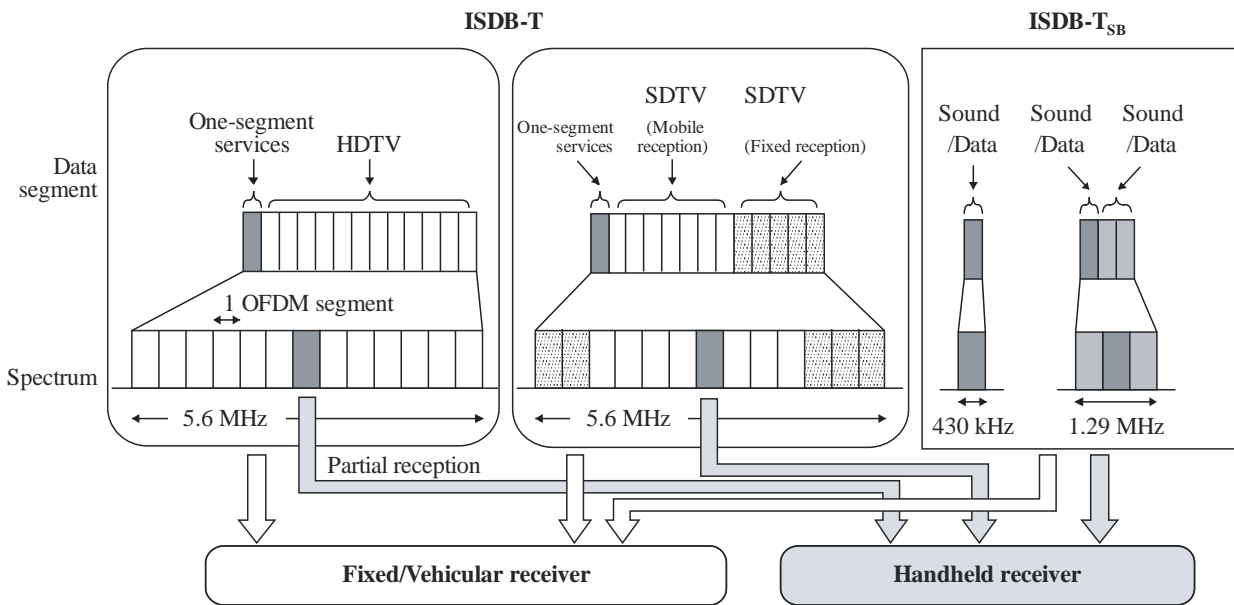 ISDB-T
ISDB-TSB
One-segment
services
HDTV
SDTV
SDTV
One-segment
services
(Mobile
reception)
(Fixed reception)
Sound
/Data
Sound
/Data
Sound
/Data
Data
segment
1 OFDM segment
Spectrum
5.6 MHz
5.6 MHz
430 kHz
1.29 MHz
Partial reception
Fixed/Vehicular receiver
Handheld receiver